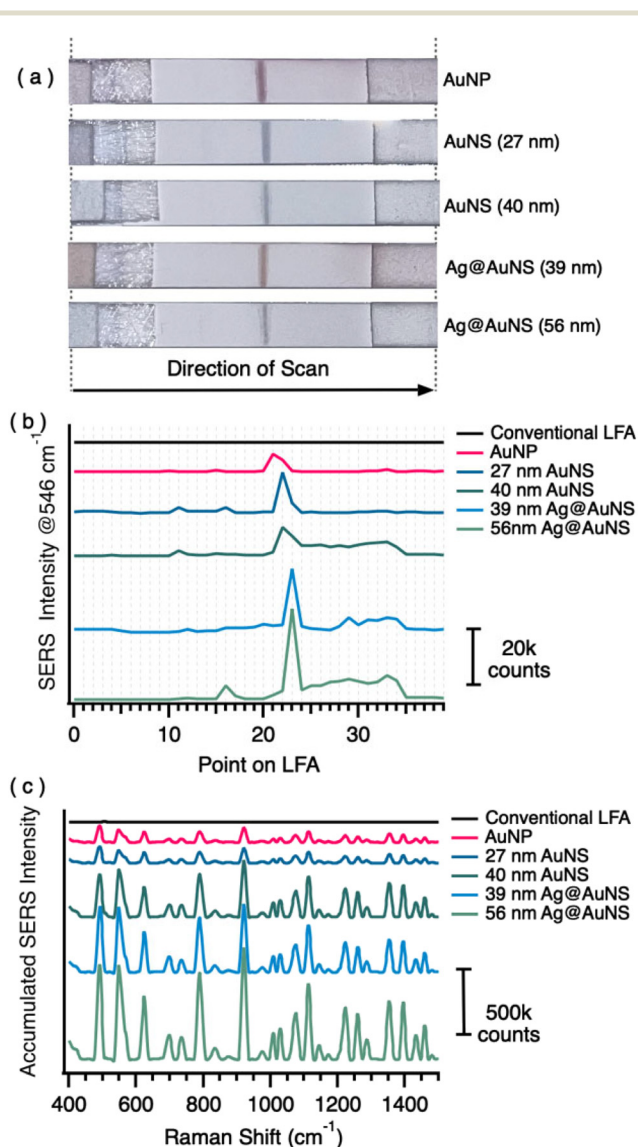 (a)
AuNP
AuNS (27 nm)
AuNS (40 nm)
Ag@AuNS (39 nm)
Ag@AuNS (56 nm)
Direction of Scan
(b)
SERS Intensity @546 cm⁻¹
Conventional LFA
AuNP
27 nm AuNS
40 nm AuNS
39 nm Ag@AuNS
56nm Ag@AuNS
20k
counts
0 10 20 30
Point on LFA
(c)
Accumulated SERS Intensity
Conventional LFA
AuNP
27 nm AuNS
40 nm AuNS
39 nm Ag@AuNS
56 nm Ag@AuNS
500k
counts
400 600 800 1000 1200 1400
Raman Shift (cm⁻¹)